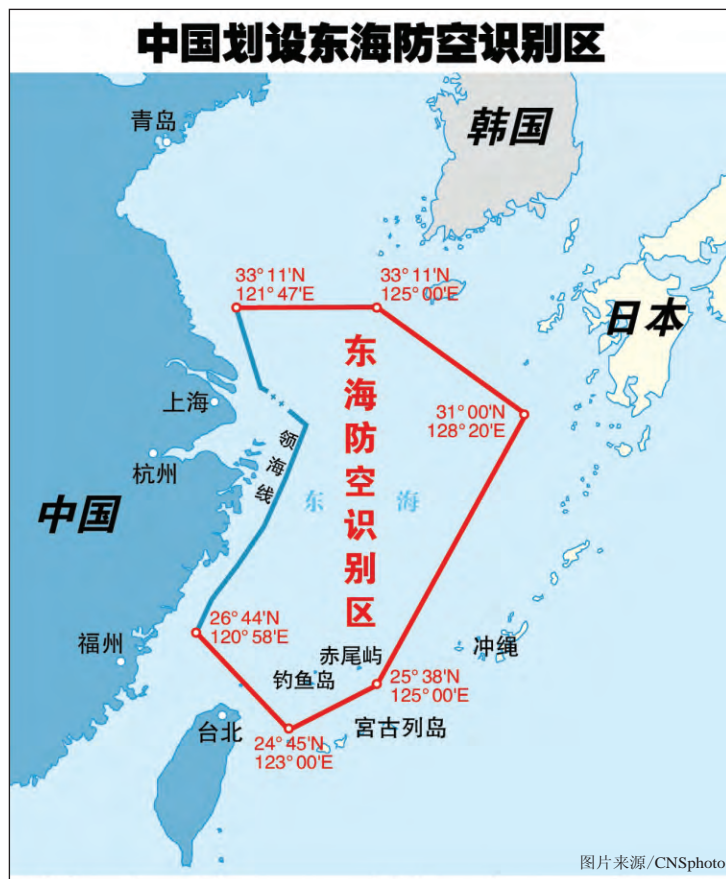 中国划设东海防空识别区
青岛
韩国
33°11'N
121°47'E
33°11'N
125°00'E
日本
东海防空识别区
上海
31°00'N
128°20'E
领海线
杭州
东海
中国
26°44'N
120°58'E
福州
赤尾屿
冲绳
钓鱼岛
25°38'N
125°00'E
台北
宫古列岛
24°45'N
123°00'E
图片来源/CNSphoto